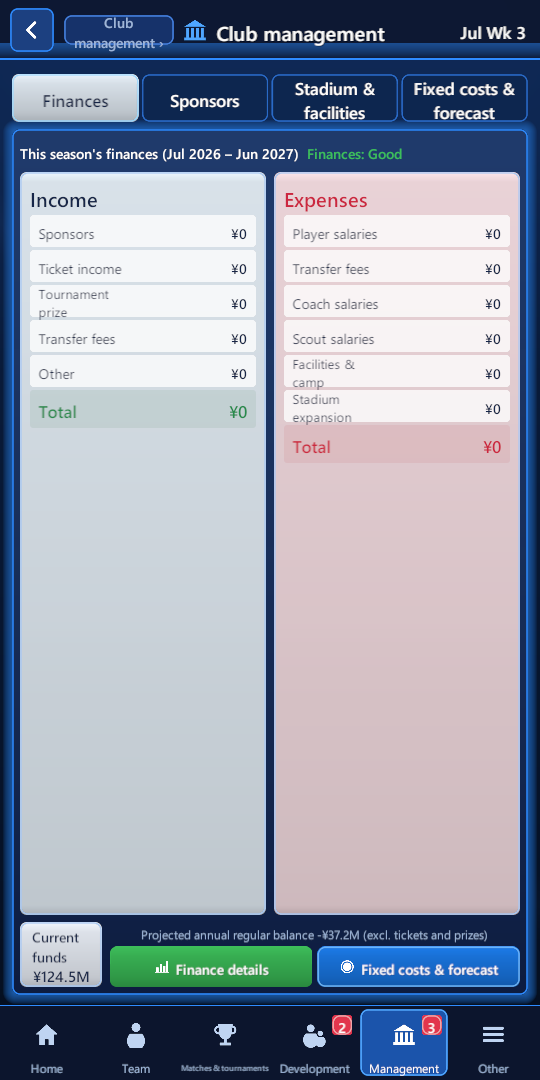 Club
management ›
Club management
Jul Wk 3
Finances
Sponsors
Stadium &
facilities
Fixed costs &
forecast
This season's finances (Jul 2026 – Jun 2027) Finances: Good
Income
Sponsors ¥0
Ticket income ¥0
Tournament
prize ¥0
Transfer fees ¥0
Other ¥0
Total ¥0
Expenses
Player salaries ¥0
Transfer fees ¥0
Coach salaries ¥0
Scout salaries ¥0
Facilities &
camp ¥0
Stadium
expansion ¥0
Total ¥0
Current
funds
¥124.5M
Projected annual regular balance -¥37.2M (excl. tickets and prizes)
Finance details
Fixed costs & forecast
Home
Team
Matches & tournaments
2
Development
3
Management
Other